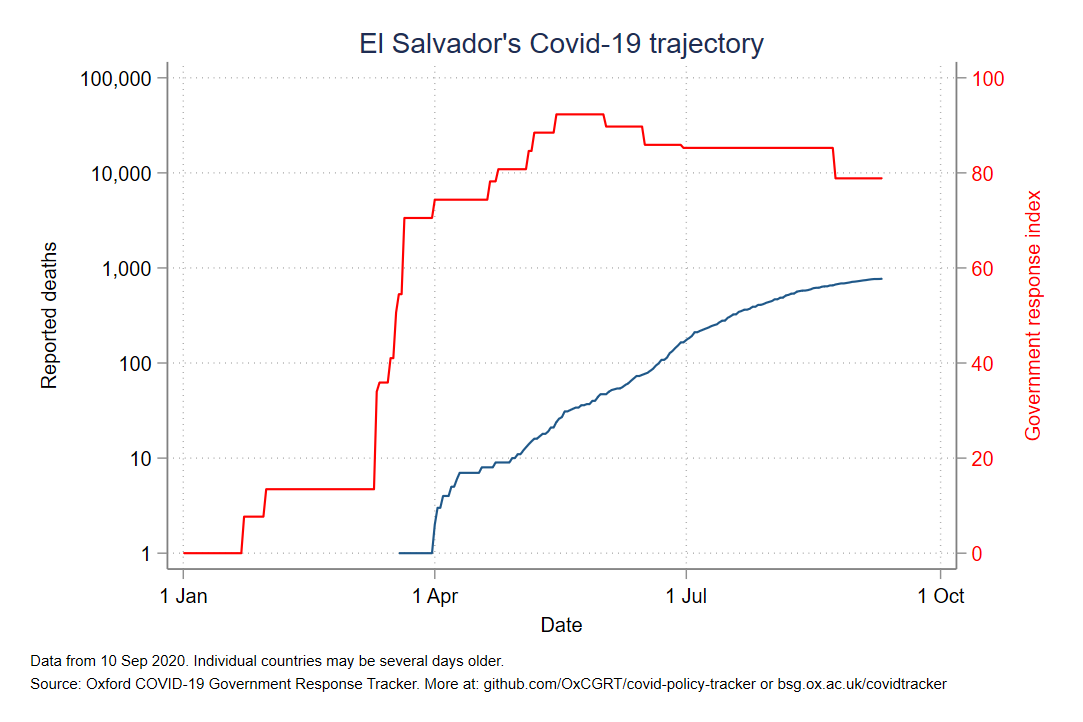 El Salvador's Covid-19 trajectory
100,000
10,000
1,000
100
10
1
Reported deaths
100
80
60
40
20
0
Government response index
1 Jan
1 Apr
1 Jul
1 Oct
Date
Data from 10 Sep 2020. Individual countries may be several days older.
Source: Oxford COVID-19 Government Response Tracker. More at: github.com/OxCGRT/covid-policy-tracker or bsg.ox.ac.uk/covidtracker